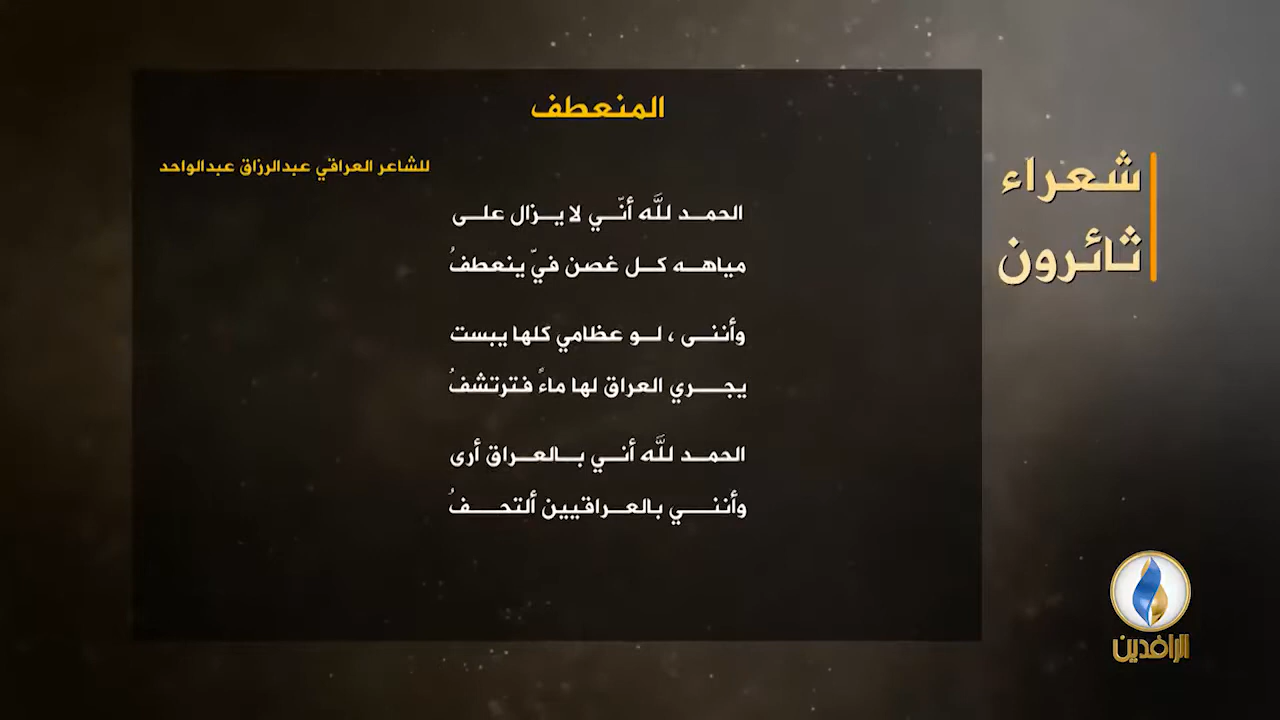 المنعطف
للشاعر العراقي عبدالرزاق عبدالواحد
الحمد للَّه أنّي لا يزال على
مياهه كل غصن فيّ ينعطفُ
وأننى ، لو عظامي كلها يبست
يجري العراق لها ماءً فترتشفُ
الحمد للَّه أني بالعراق أرى
وأنني بالعراقيين ألتحفُ
شعراء
ثائرون
الرافدين